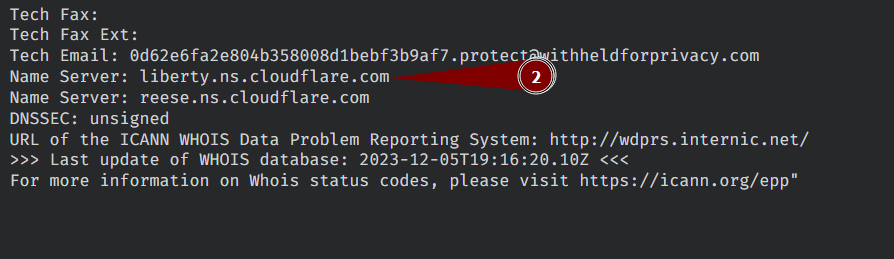 Tech Fax:
Tech Fax Ext:
Tech Email: 0d62e6fa2e804b358008d1bebf3b9af7.protect@withheldforprivacy.com
Name Server: liberty.ns.cloudflare.com
2
Name Server: reese.ns.cloudflare.com
DNSSEC: unsigned
URL of the ICANN WHOIS Data Problem Reporting System: http://wdprs.internic.net/
>>> Last update of WHOIS database: 2023-12-05T19:16:20.10Z <<<
For more information on Whois status codes, please visit https://icann.org/epp"